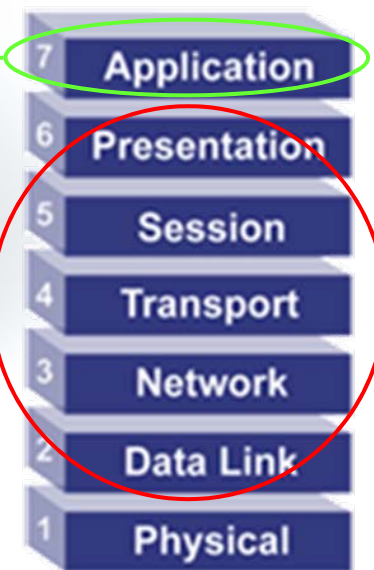 7 Application
6 Presentation
5 Session
4 Transport
3 Network
2 Data Link
1 Physical